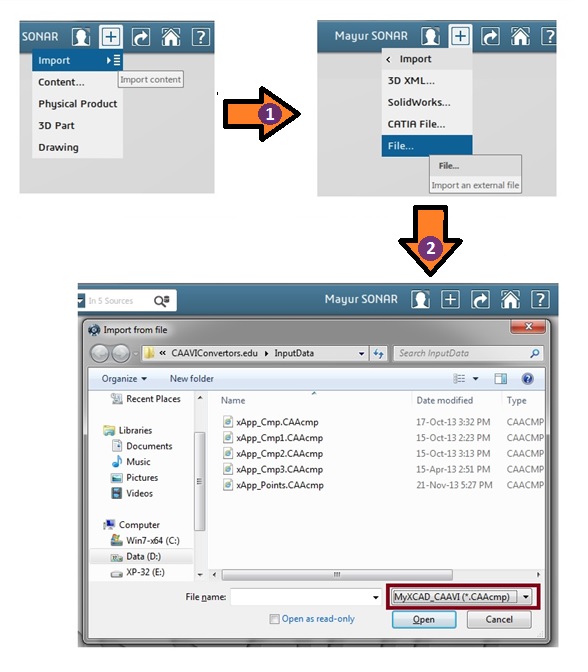 SONAR
Import
Content...
Import content
Physical Product
3D Part
Drawing
1
Mayur SONAR
Import
3D XML...
SolidWorks...
CATIA File...
File...
File...
Import an external file
2
In 5 Sources
Mayur SONAR
Import from file
« CAAVIConvertors.edu InputData
Search InputData
Organize New folder
Recent Places
Libraries
Documents
Music
Pictures
Videos
Computer
Win7-x64 (C:)
Data (D:)
XP-32 (E:)
Name Date modified Type
xApp_Cmp.CAAcmp 17-Oct-13 3:32 PM CAACMP
xApp_Cmp1.CAAcmp 15-Oct-13 2:23 PM CAACMP
xApp_Cmp2.CAAcmp 15-Oct-13 3:13 PM CAACMP
xApp_Cmp3.CAAcmp 15-Apr-13 2:51 PM CAACMP
xApp_Points.CAAcmp 21-Nov-13 5:27 PM CAACMP
File name:
MyXCAD_CAAVI (*.CAAcmp)
Open as read-only
Open Cancel